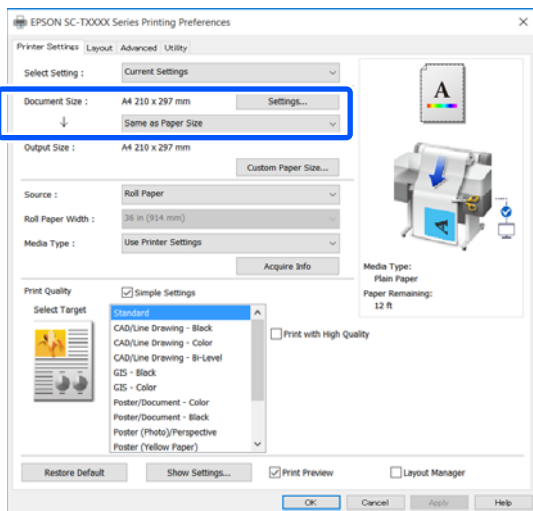 EPSON SC-TXXXX Series Printing Preferences
Printer Settings Layout Advanced Utility
Select Setting : Current Settings
Document Size : A4 210 x 297 mm Settings...
↓ Same as Paper Size
Output Size : A4 210 x 297 mm
Custom Paper Size...
Source : Roll Paper
Roll Paper Width : 36 in (914 mm)
Media Type : Use Printer Settings
Acquire Info
A
A
Media Type:
Plain Paper
Paper Remaining:
12 ft
Print Quality Simple Settings
Select Target
Standard
CAD/Line Drawing - Black
CAD/Line Drawing - Color
CAD/Line Drawing - Bi-Level
GIS - Black
GIS - Color
Poster/Document - Color
Poster/Document - Black
Poster (Photo)/Perspective
Poster (Yellow Paper)
Print with High Quality
Restore Default Show Settings... Print Preview Layout Manager
OK Cancel Apply Help